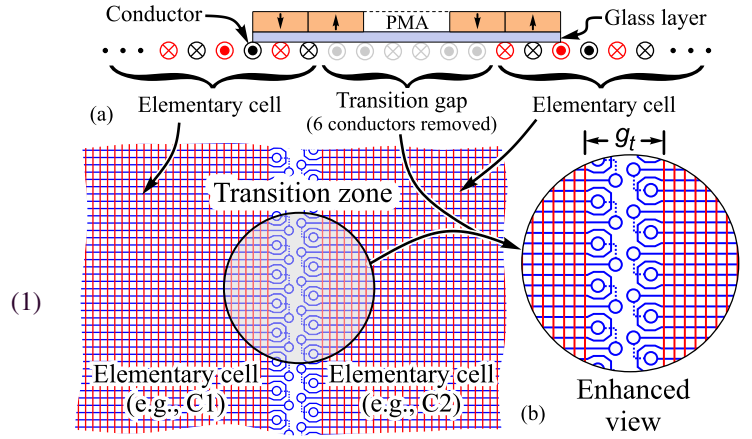 Conductor
PMA
Glass layer
• • •
• • •
Elementary cell
Transition gap
(6 conductors removed)
Elementary cell
(a)
g_t
Transition zone
(1)
Elementary cell
(e.g., C1)
Elementary cell
(e.g., C2)
(b)
Enhanced
view